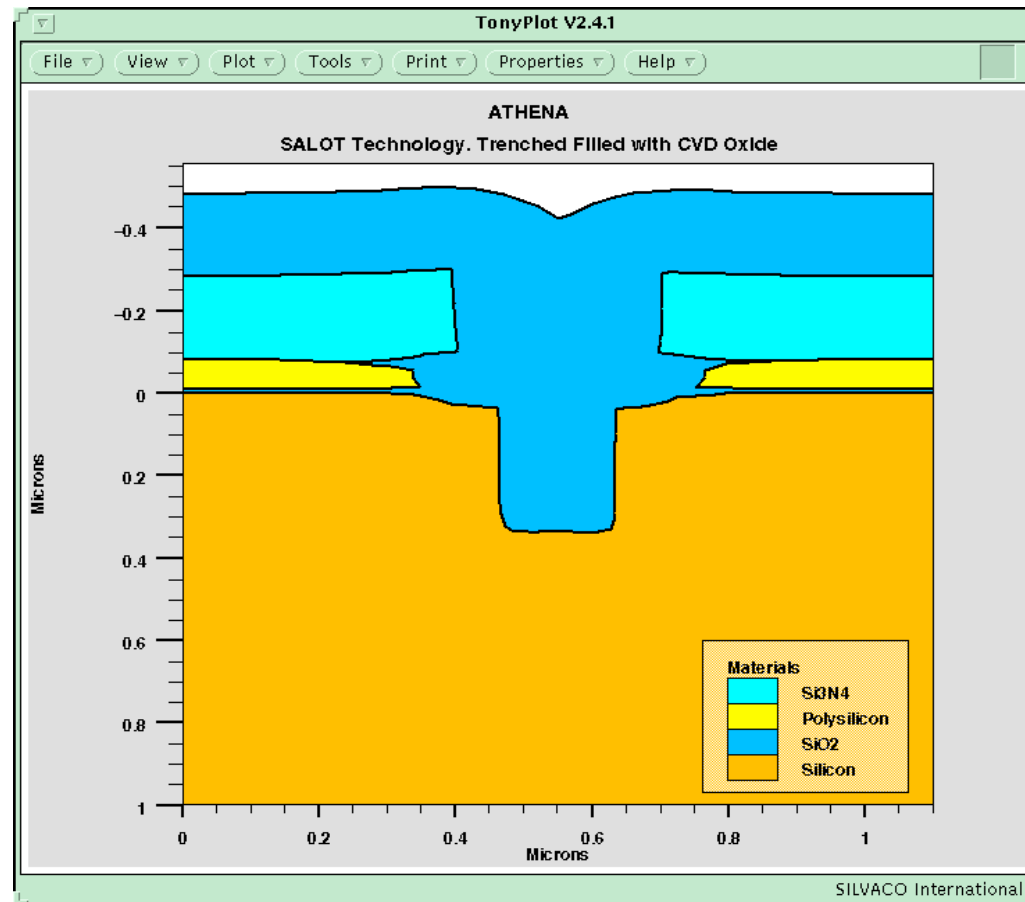 TonyPlot V2.4.1
File View Plot Tools Print Properties Help
ATHENA
SALOT Technology. Trenched Filled with CVD Oxide
-0.4
-0.2
0
0.2
0.4
0.6
0.8
1
Microns
Materials
Si3N4
Polysilicon
SiO2
Silicon
0 0.2 0.4 0.6 0.8 1
Microns
SILVACO International